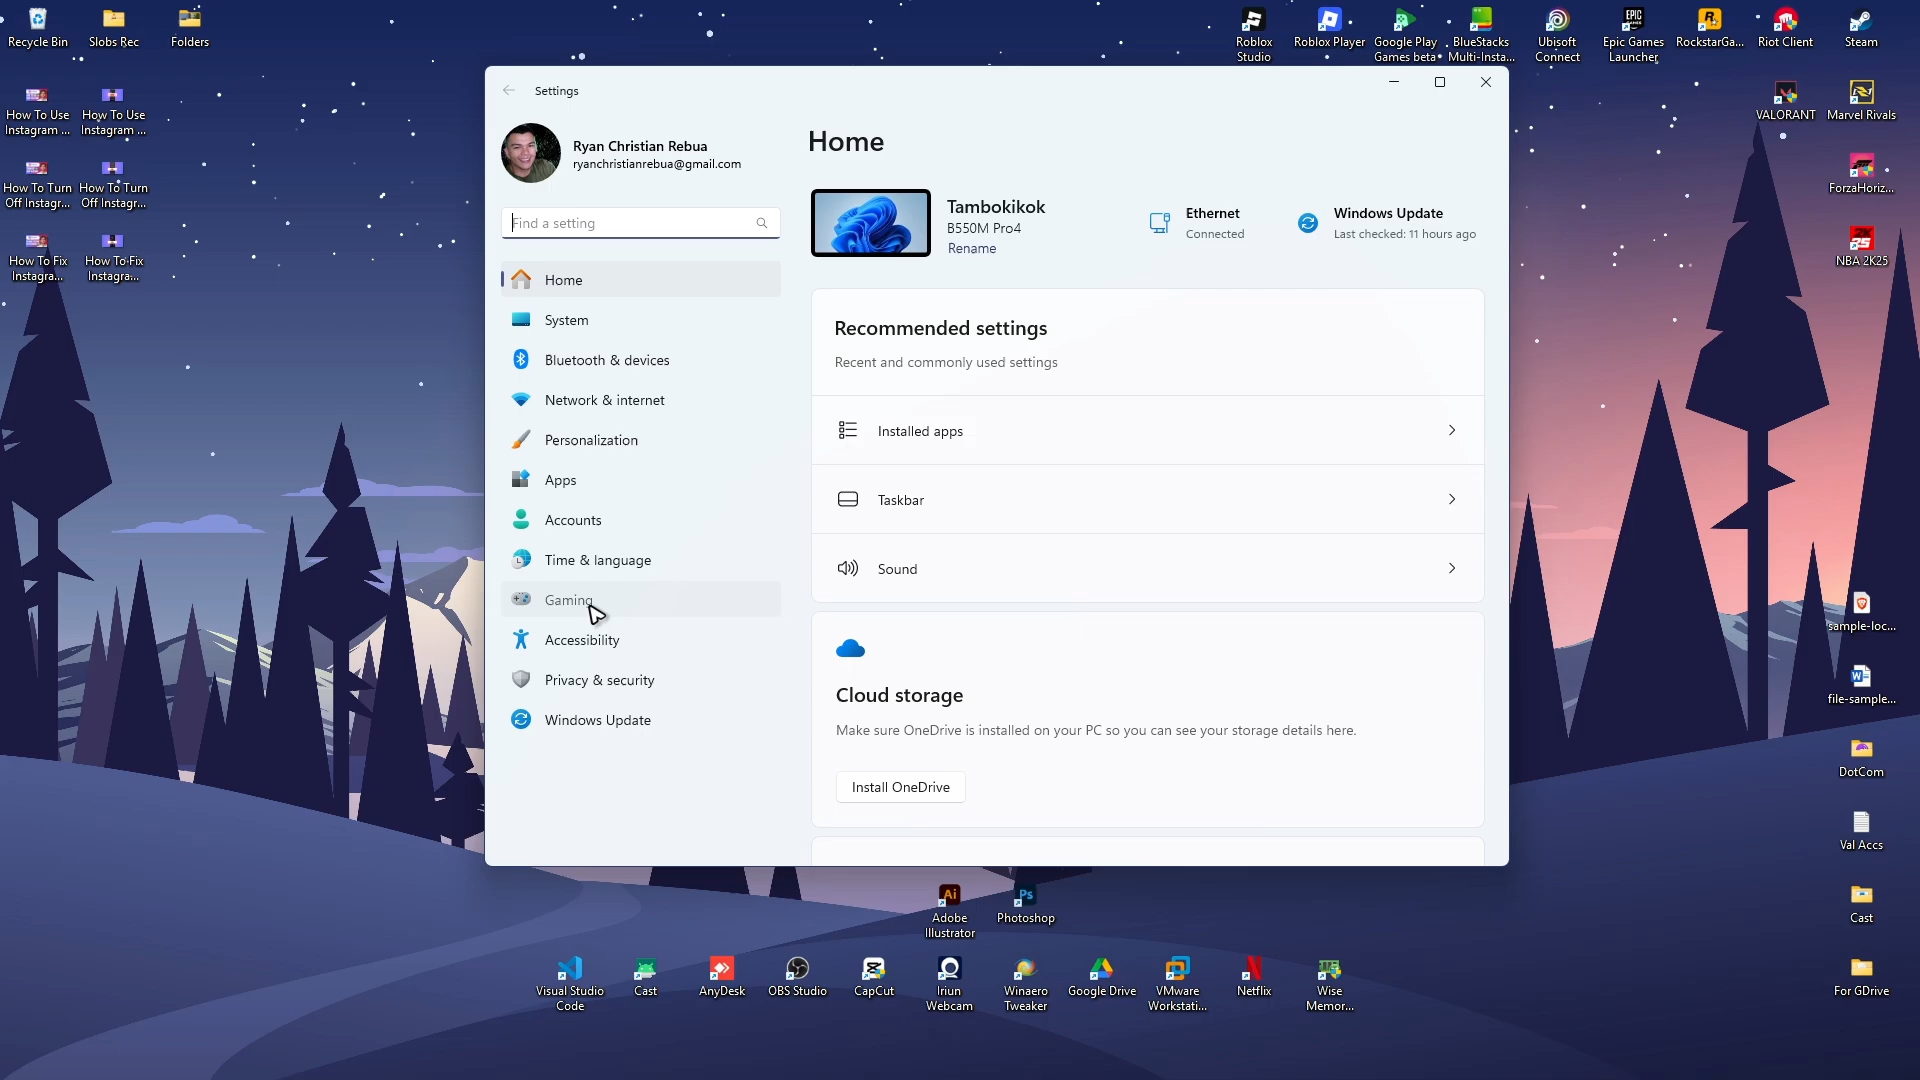 Recycle Bin
Slobs Rec
Folders
Roblox
Studio
Roblox Player
Google Play
Games beta
BlueStacks
Multi-Insta...
Ubisoft
Connect
Epic Games
Launcher
RockstarGa...
Riot Client
Steam
How To Use
Instagram ...
How To Use
Instagram ...
VALORANT
Marvel Rivals
How To Turn
Off Instagr...
How To Turn
Off Instagr...
ForzaHoriz...
How To Fix
Instagra...
How To Fix
Instagra...
NBA 2K25
Settings
Ryan Christian Rebua
ryanchristianrebua@gmail.com
Find a setting
Home
System
Bluetooth & devices
Network & internet
Personalization
Apps
Accounts
Time & language
Gaming
Accessibility
Privacy & security
Windows Update
Home
Tambokikok
B550M Pro4
Rename
Ethernet
Connected
Windows Update
Last checked: 11 hours ago
Recommended settings
Recent and commonly used settings
Installed apps
Taskbar
Sound
Cloud storage
Make sure OneDrive is installed on your PC so you can see your storage details here.
Install OneDrive
sample-loc...
file-sample...
DotCom
Val Accs
Cast
For GDrive
Adobe
Illustrator
Photoshop
Visual Studio
Code
Cast
AnyDesk
OBS Studio
CapCut
Iriun
Webcam
Winaero
Tweaker
Google Drive
VMware
Workstati...
Netflix
Wise
Memor...